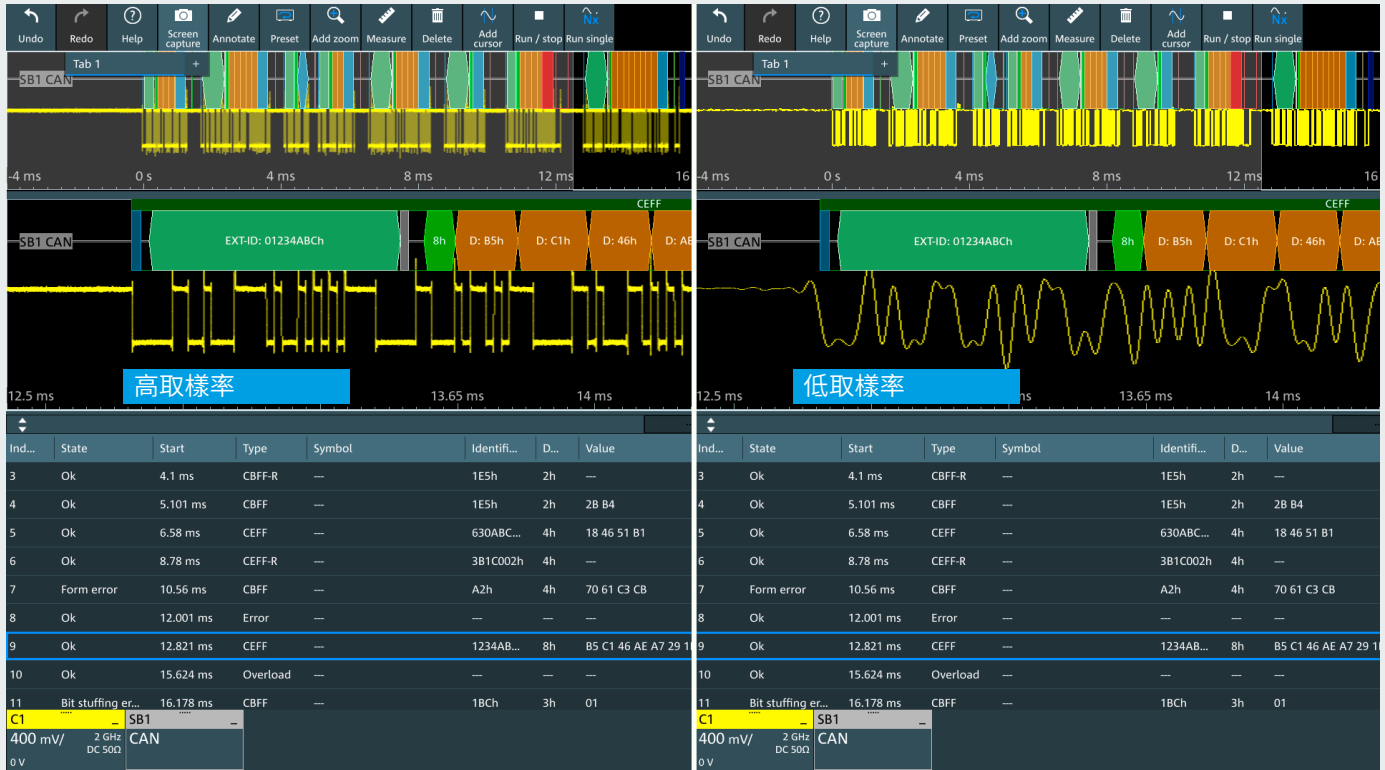 Undo Redo Help Screen capture Annotate Preset Add zoom Measure Delete Add cursor Run / stop Run single
Tab 1 +
SB1 CAN
-4 ms 0 s 4 ms 8 ms 12 ms 16
CEFF
SB1 CAN EXT-ID: 01234ABCh 8h D: B5h D: C1h D: 46h D: AE
高取樣率
12.5 ms 13.65 ms 14 ms
Ind... State Start Type Symbol Identifi... D... Value
3 Ok 4.1 ms CBFF-R --- 1E5h 2h ---
4 Ok 5.101 ms CBFF --- 1E5h 2h 2B B4
5 Ok 6.58 ms CEFF --- 630ABC... 4h 18 46 51 B1
6 Ok 8.78 ms CEFF-R --- 3B1C002h 4h ---
7 Form error 10.56 ms CBFF --- A2h 4h 70 61 C3 CB
8 Ok 12.001 ms Error --- --- --- ---
9 Ok 12.821 ms CEFF --- 1234AB... 8h B5 C1 46 AE A7 29 1
10 Ok 15.624 ms Overload --- --- --- ---
11 Bit stuffing er... 16.178 ms CBFF --- 1BCh 3h 01
C1 SB1
400 mV/ 2 GHz CAN
DC 50Ω
0 V
Undo Redo Help Screen capture Annotate Preset Add zoom Measure Delete Add cursor Run / stop Run single
Tab 1 +
SB1 CAN
-4 ms 0 s 4 ms 8 ms 12 ms 16
CEFF
SB1 CAN EXT-ID: 01234ABCh 8h D: B5h D: C1h D: 46h D: AE
低取樣率
12.5 ms ns 13.65 ms 14 ms
Ind... State Start Type Symbol Identifi... D... Value
3 Ok 4.1 ms CBFF-R --- 1E5h 2h ---
4 Ok 5.101 ms CBFF --- 1E5h 2h 2B B4
5 Ok 6.58 ms CEFF --- 630ABC... 4h 18 46 51 B1
6 Ok 8.78 ms CEFF-R --- 3B1C002h 4h ---
7 Form error 10.56 ms CBFF --- A2h 4h 70 61 C3 CB
8 Ok 12.001 ms Error --- --- --- ---
9 Ok 12.821 ms CEFF --- 1234AB... 8h B5 C1 46 AE A7 29 1
10 Ok 15.624 ms Overload --- --- --- ---
11 Bit stuffing er... 16.178 ms CBFF --- 1BCh 3h 01
C1 SB1
400 mV/ 2 GHz CAN
DC 50Ω
0 V